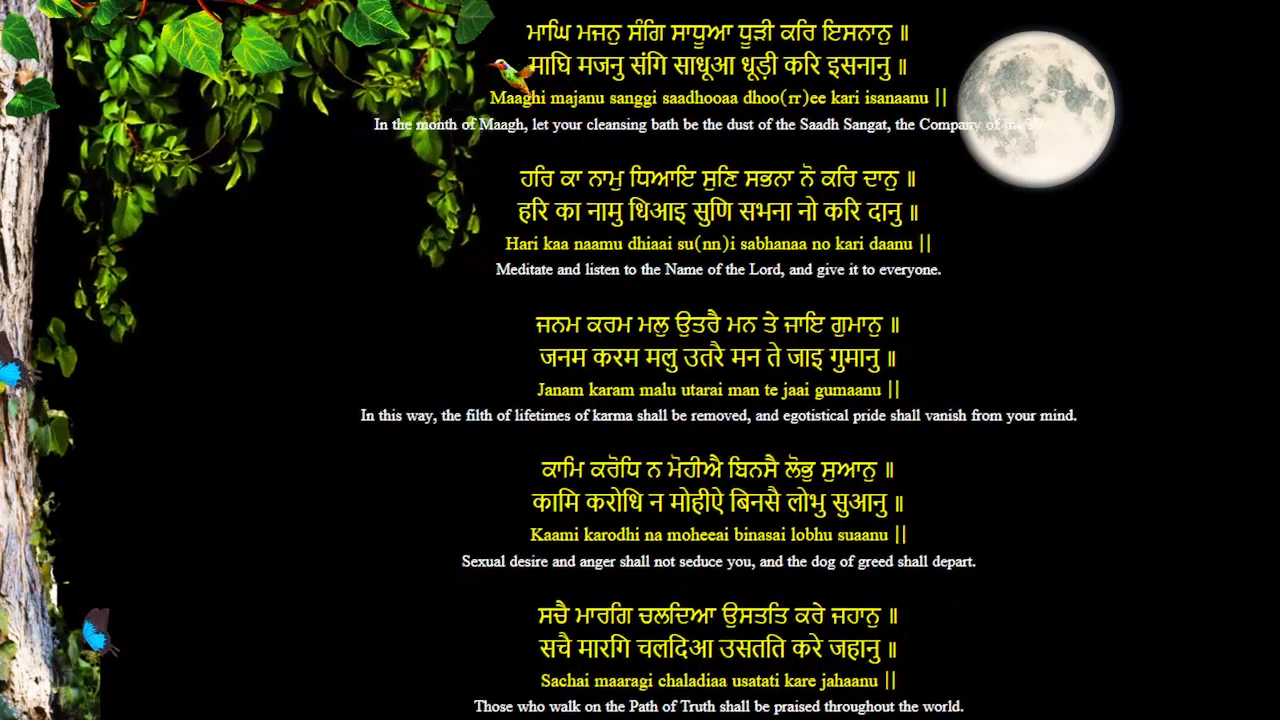 ਮਾਘਿ ਮਜਨੁ ਸੰਗਿ ਸਾਧੂਆ ਧੂੜੀ ਕਰਿ ਇਸਨਾਨੁ ॥
माघि मजनु संगि साधूआ धूड़ी करि इसनानु ॥
Maaghi majanu sanggi saadhooaa dhoo(rr)ee kari isanaanu ||
In the month of Maagh, let your cleansing bath be the dust of the Saadh Sangat, the Company of
ਹਰਿ ਕਾ ਨਾਮੁ ਧਿਆਇ ਸੁਣਿ ਸਭਨਾ ਨੋ ਕਰਿ ਦਾਨੁ ॥
हरि का नामु धिआइ सुणि सभना नो करि दानु ॥
Hari kaa naamu dhiaai su(nn)i sabhanaa no kari daanu ||
Meditate and listen to the Name of the Lord, and give it to everyone.
ਜਨਮ ਕਰਮ ਮਲੁ ਉਤਰੈ ਮਨ ਤੇ ਜਾਇ ਗੁਮਾਨੁ ॥
जनम करम मलु उतरै मन ते जाइ गुमानु ॥
Janam karam malu utarai man te jaai gumaanu ||
In this way, the filth of lifetimes of karma shall be removed, and egotistical pride shall vanish from your mind.
ਕਾਮਿ ਕਰੋਧਿ ਨ ਮੋਹੀਐ ਬਿਨਸੈ ਲੋਭੁ ਸੁਆਨੁ ॥
कामि करोधि न मोहीऐ बिनसै लोभु सुआनु ॥
Kaami karodhi na moheeai binasai lobhu suaanu ||
Sexual desire and anger shall not seduce you, and the dog of greed shall depart.
ਸਚੈ ਮਾਰਗਿ ਚਲਦਿਆ ਉਸਤਤਿ ਕਰੇ ਜਹਾਨੁ ॥
सचै मारगि चलदिआ उसतति करे जहानु ॥
Sachai maaragi chaladiaa usatati kare jahaanu ||
Those who walk on the Path of Truth shall be praised throughout the world.